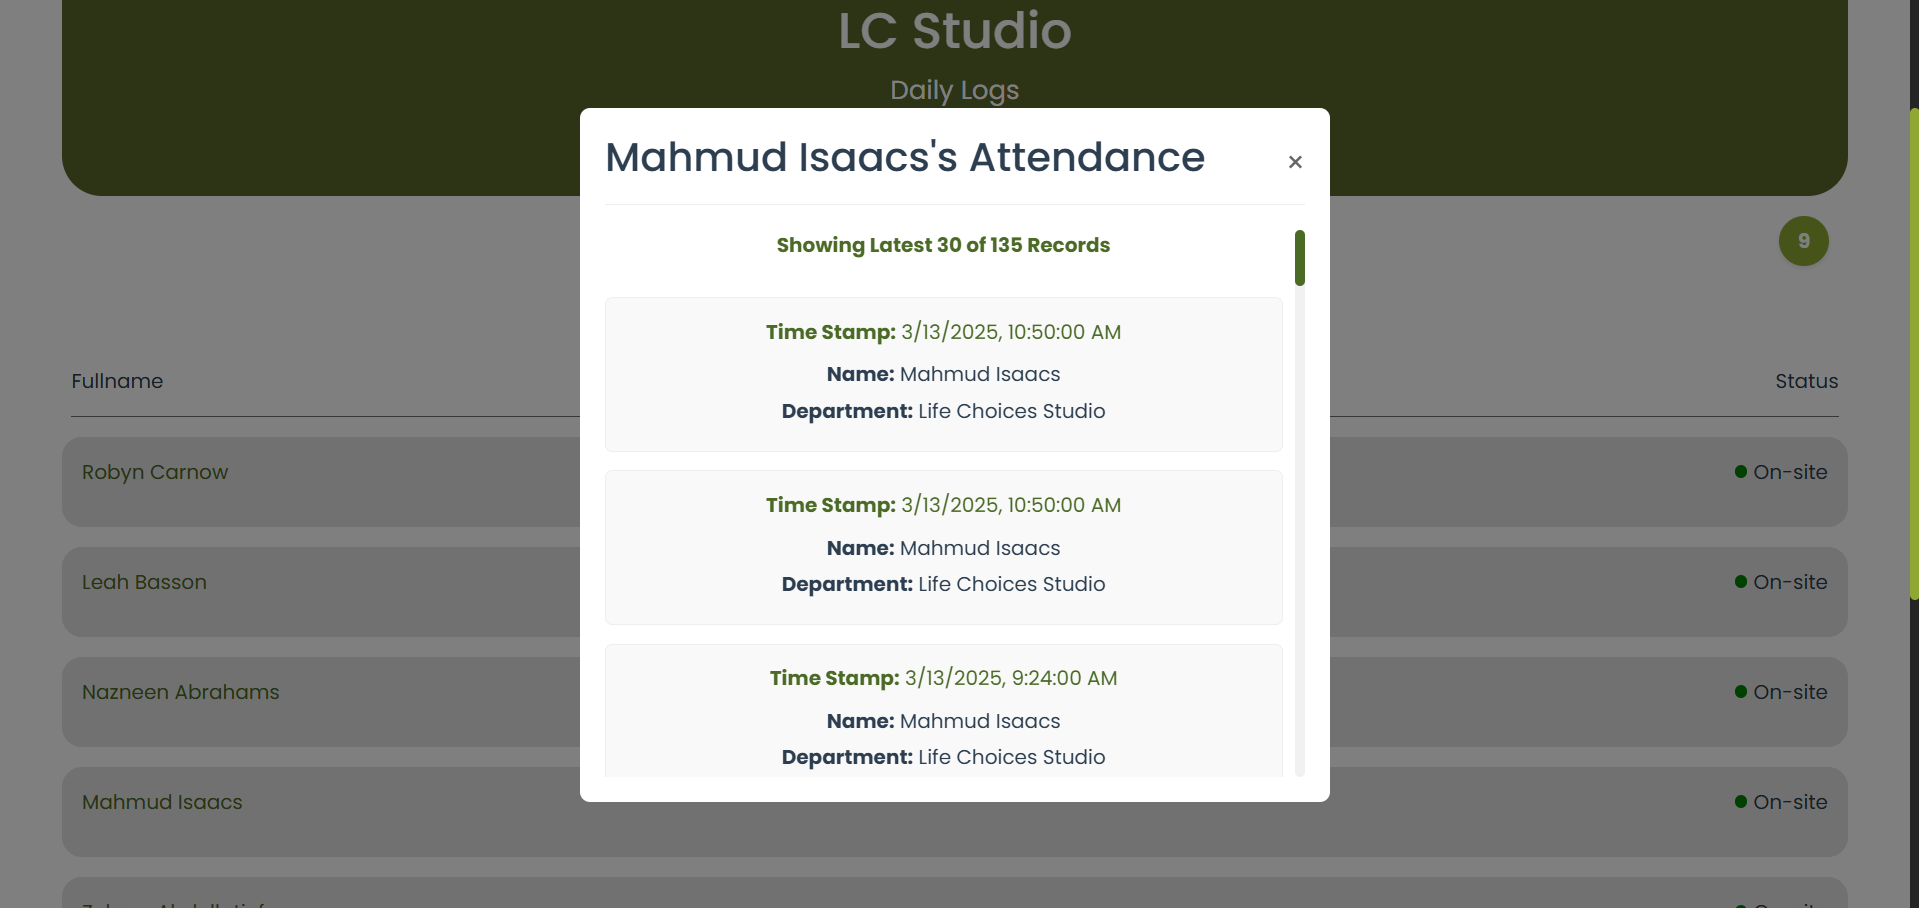 LC Studio
Daily Logs
Mahmud Isaacs's Attendance
×
Showing Latest 30 of 135 Records
9
Time Stamp: 3/13/2025, 10:50:00 AM
Name: Mahmud Isaacs
Department: Life Choices Studio
Fullname
Status
Robyn Carnow
On-site
Time Stamp: 3/13/2025, 10:50:00 AM
Name: Mahmud Isaacs
Department: Life Choices Studio
Leah Basson
On-site
Time Stamp: 3/13/2025, 9:24:00 AM
Name: Mahmud Isaacs
Department: Life Choices Studio
Nazneen Abrahams
On-site
Mahmud Isaacs
On-site